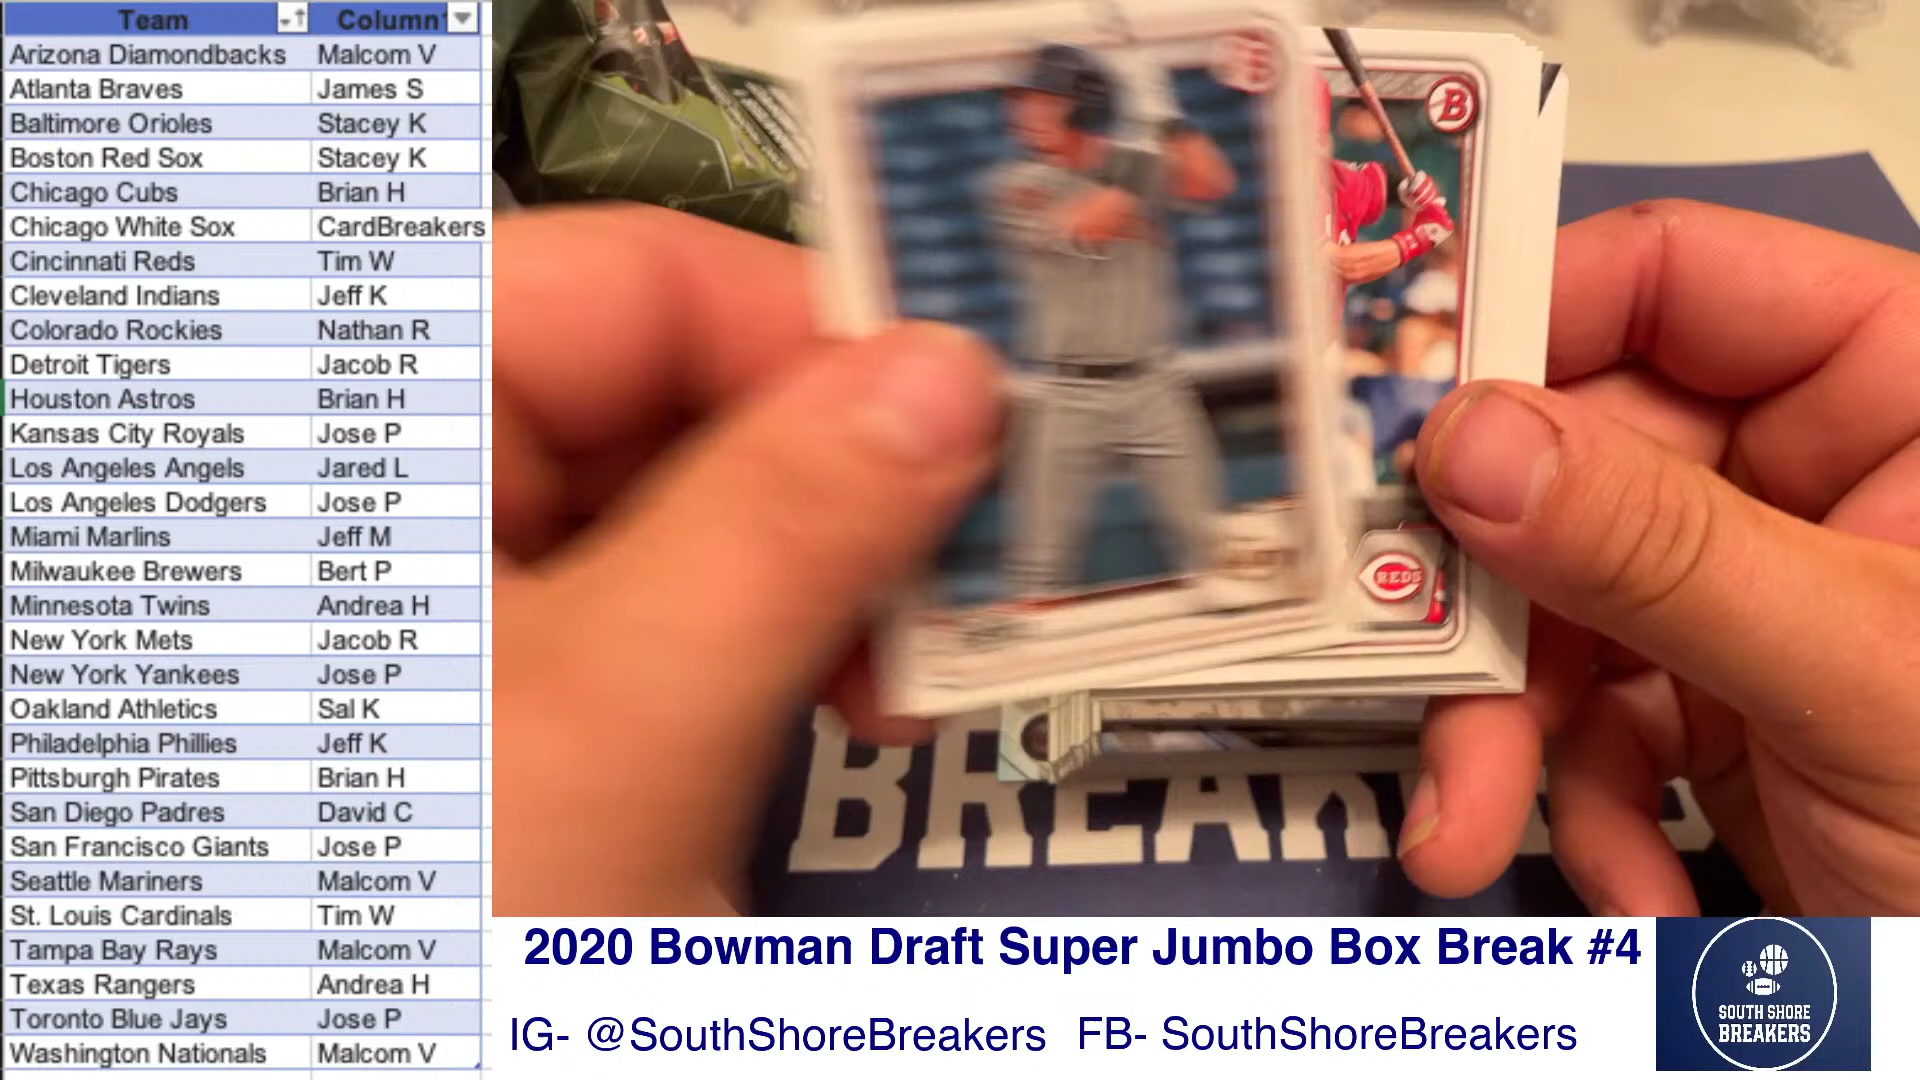 Team Column
Arizona Diamondbacks Malcom V
Atlanta Braves James S
Baltimore Orioles Stacey K
Boston Red Sox Stacey K
Chicago Cubs Brian H
Chicago White Sox CardBreakers
Cincinnati Reds Tim W
Cleveland Indians Jeff K
Colorado Rockies Nathan R
Detroit Tigers Jacob R
Houston Astros Brian H
Kansas City Royals Jose P
Los Angeles Angels Jared L
Los Angeles Dodgers Jose P
Miami Marlins Jeff M
Milwaukee Brewers Bert P
Minnesota Twins Andrea H
New York Mets Jacob R
New York Yankees Jose P
Oakland Athletics Sal K
Philadelphia Phillies Jeff K
Pittsburgh Pirates Brian H
San Diego Padres David C
San Francisco Giants Jose P
Seattle Mariners Malcom V
St. Louis Cardinals Tim W
Tampa Bay Rays Malcom V
Texas Rangers Andrea H
Toronto Blue Jays Jose P
Washington Nationals Malcom V
B
REDS
2020 Bowman Draft Super Jumbo Box Break #4
IG- @SouthShoreBreakers FB- SouthShoreBreakers
SOUTH SHORE
BREAKERS